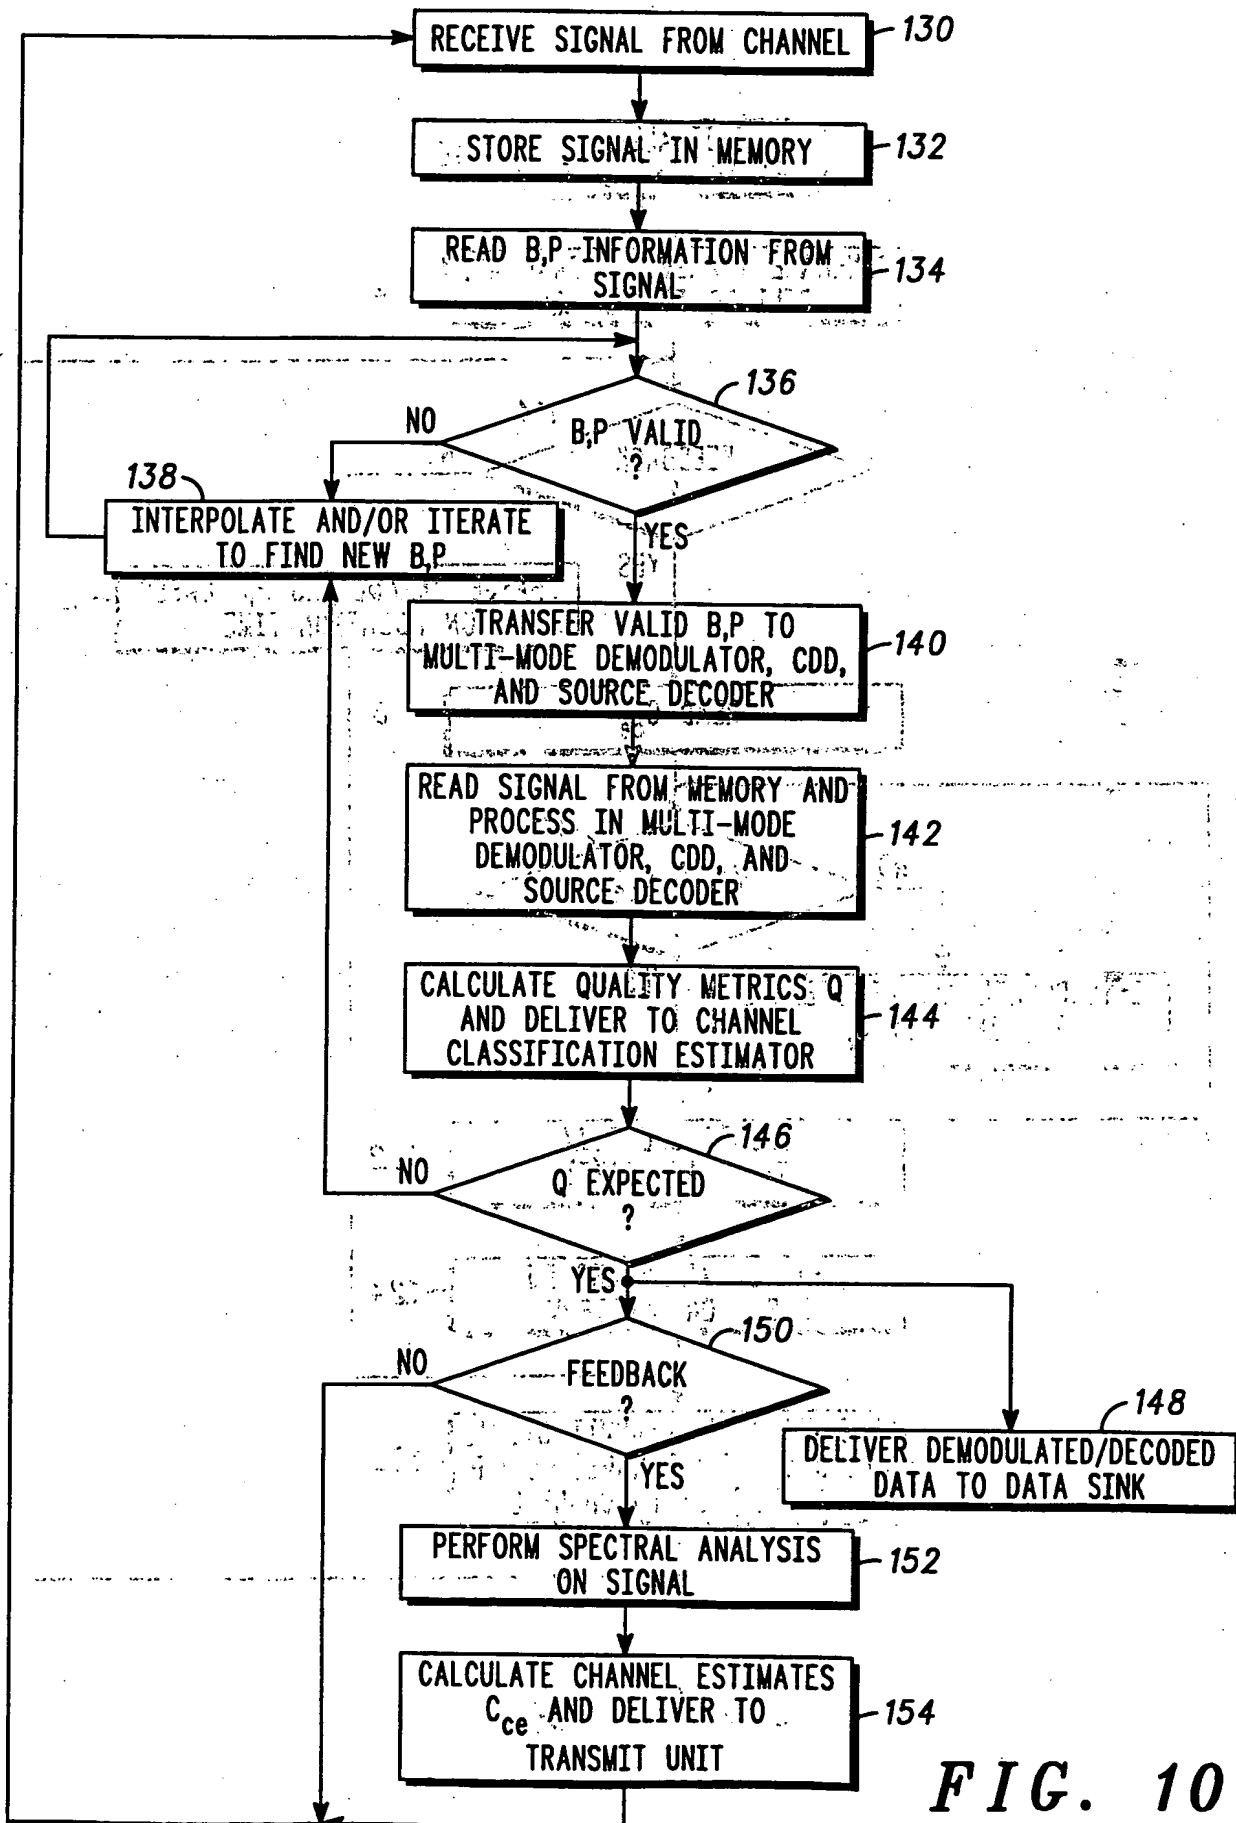 RECEIVE SIGNAL FROM CHANNEL
130
STORE SIGNAL IN MEMORY
132
READ B,P INFORMATION FROM
SIGNAL
134
136
NO
B,P VALID
?
138
INTERPOLATE AND/OR ITERATE
TO FIND NEW B,P
YES
TRANSFER VALID B,P TO
MULTI-MODE DEMODULATOR, CDD,
AND SOURCE DECODER
140
READ SIGNAL FROM MEMORY AND
PROCESS IN MULTI-MODE
DEMODULATOR, CDD, AND
SOURCE DECODER
142
CALCULATE QUALITY METRICS Q
AND DELIVER TO CHANNEL
CLASSIFICATION ESTIMATOR
144
146
NO
Q EXPECTED
?
YES
150
NO
FEEDBACK
?
148
DELIVER DEMODULATED/DECODED
DATA TO DATA SINK
YES
PERFORM SPECTRAL ANALYSIS
ON SIGNAL
152
CALCULATE CHANNEL ESTIMATES
Cce AND DELIVER TO
TRANSMIT UNIT
154
FIG. 10